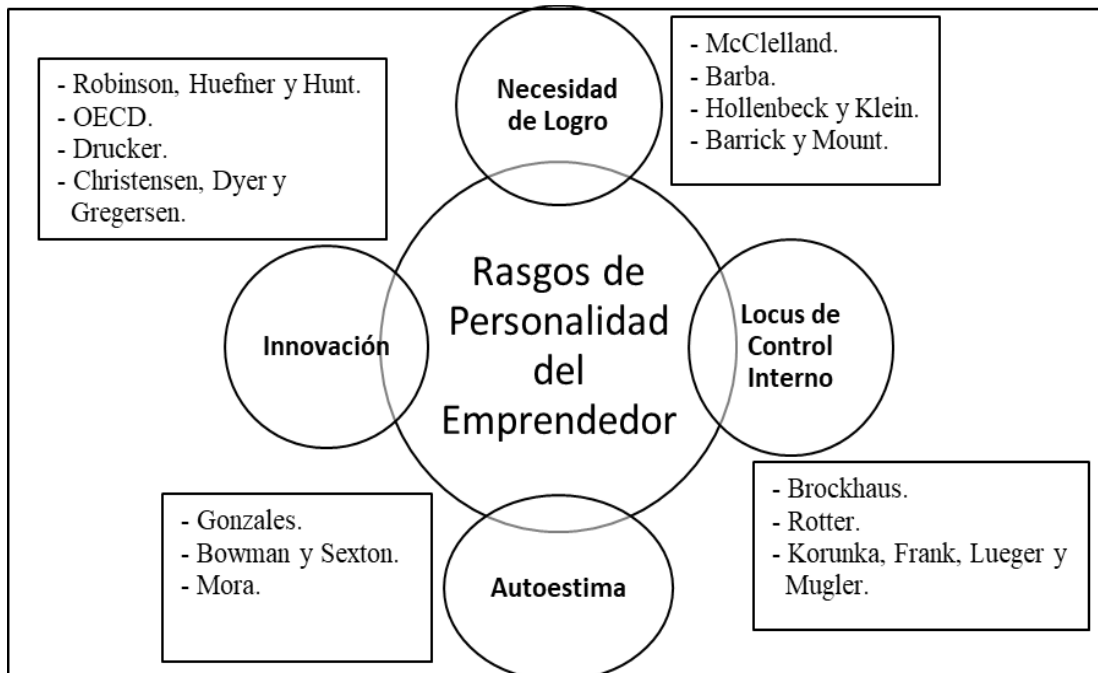 - Robinson, Huefner y Hunt.
- OECD.
- Drucker.
- Christensen, Dyer y
Gregersen.
Necesidad
de Logro
- McClelland.
- Barba.
- Hollenbeck y Klein.
- Barrick y Mount.
Innovación
Rasgos de
Personalidad
del
Emprendedor
Locus de
Control
Interno
- Gonzales.
- Bowman y Sexton.
- Mora.
Autoestima
- Brockhaus.
- Rotter.
- Korunka, Frank, Lueger y
Mugler.